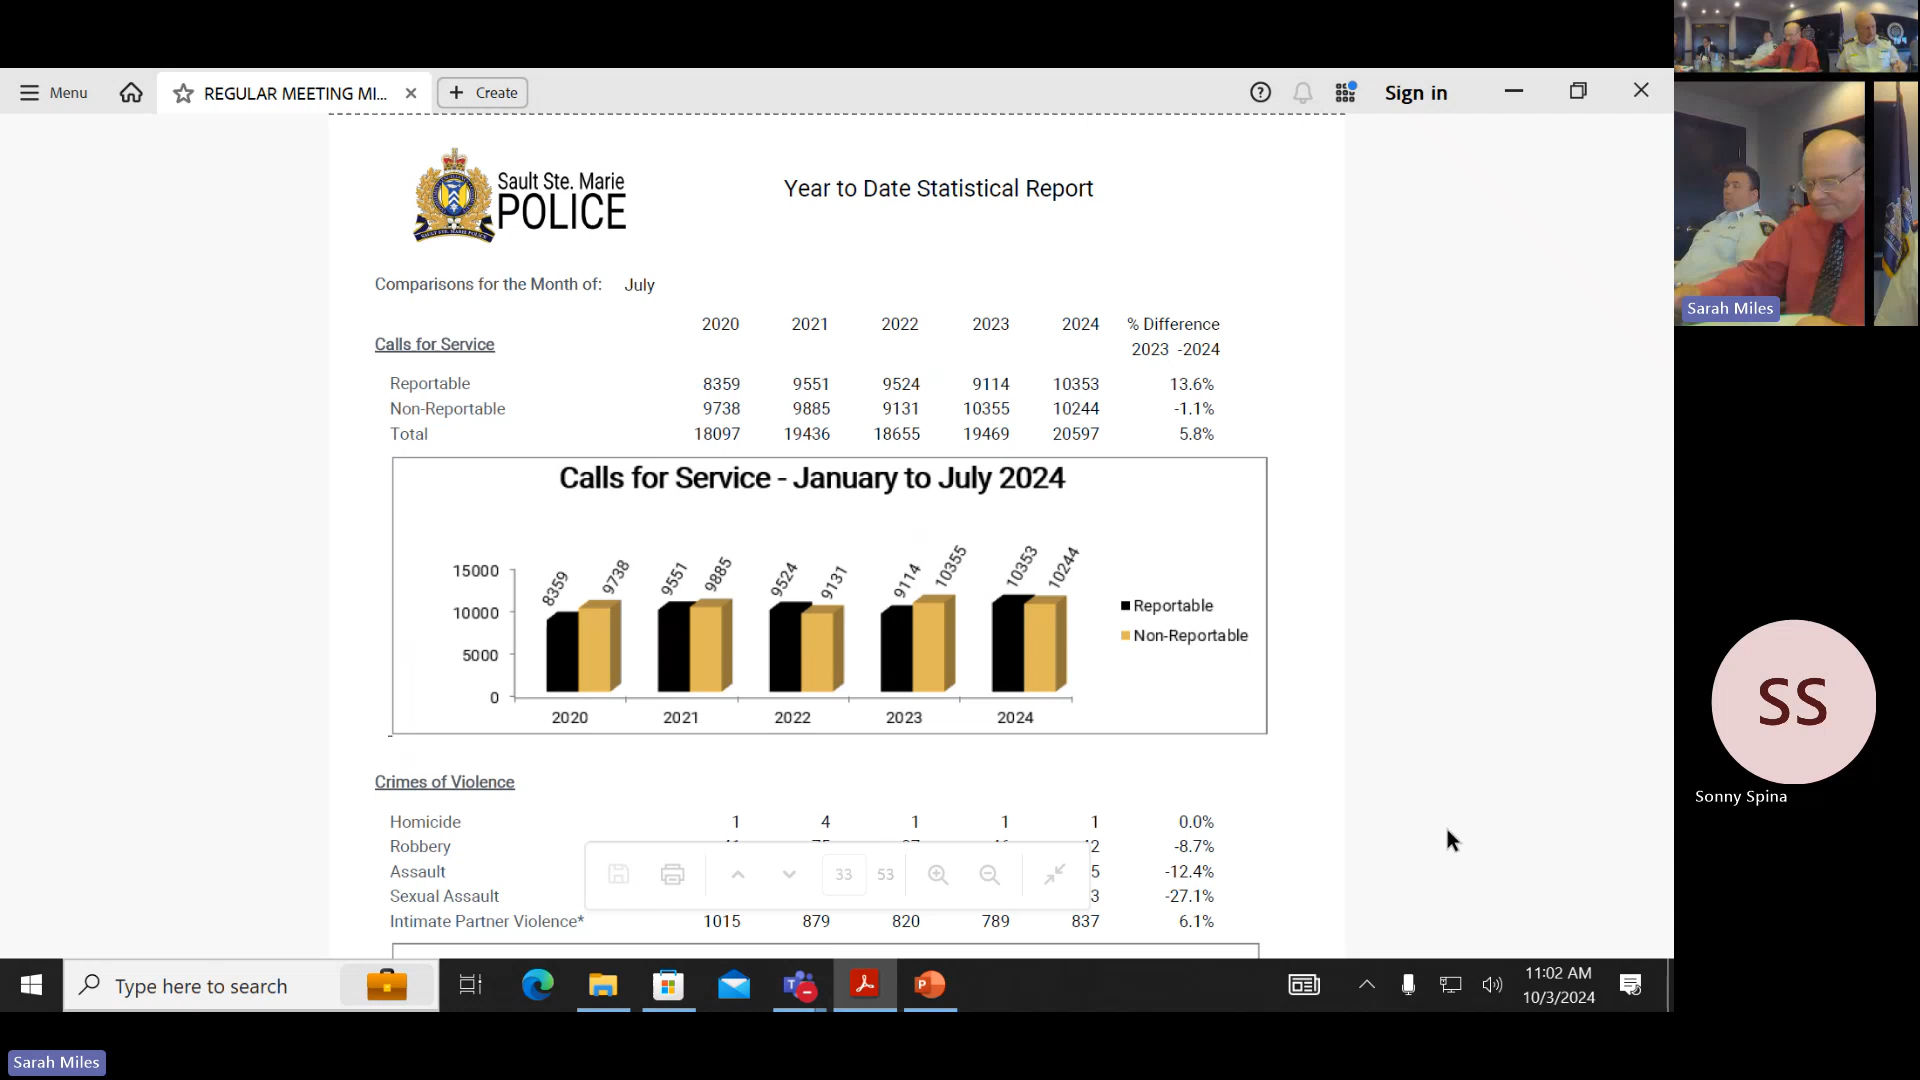 Menu
REGULAR MEETING MI...
Create
Sign in
Sault Ste. Marie
POLICE
Year to Date Statistical Report
Comparisons for the Month of: July
2020 2021 2022 2023 2024 % Difference
Calls for Service 2023 -2024
Reportable 8359 9551 9524 9114 10353 13.6%
Non-Reportable 9738 9885 9131 10355 10244 -1.1%
Total 18097 19436 18655 19469 20597 5.8%
Calls for Service - January to July 2024
15000
10000
5000
0
8359 9738 9551 9885 9524 9131 9114 10355 10353 10244
2020 2021 2022 2023 2024
Reportable
Non-Reportable
Crimes of Violence
Homicide 1 4 1 1 1 0.0%
Robbery -8.7%
Assault -12.4%
Sexual Assault -27.1%
Intimate Partner Violence* 1015 879 820 789 837 6.1%
33 53
Type here to search
11:02 AM
10/3/2024
Sarah Miles
SS
Sonny Spina
Sarah Miles